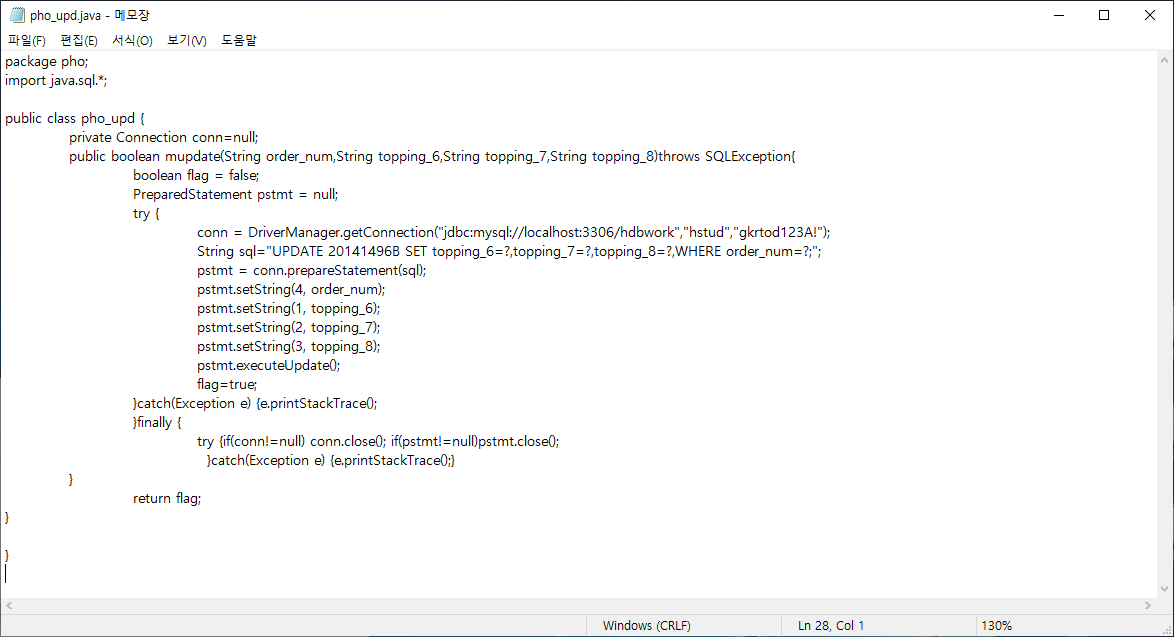 pho_upd.java - 메모장
파일(F) 편집(E) 서식(O) 보기(V) 도움말
package pho;
import java.sql.*;

public class pho_upd {
	private Connection conn=null;
	public boolean mupdate(String order_num,String topping_6,String topping_7,String topping_8)throws SQLException{
		boolean flag = false;
		PreparedStatement pstmt = null;
		try {
			conn = DriverManager.getConnection("jdbc:mysql://localhost:3306/hdbwork","hstud","gkrtod123A!");
			String sql="UPDATE 20141496B SET topping_6=?,topping_7=?,topping_8=?,WHERE order_num=?;";
			pstmt = conn.prepareStatement(sql);
			pstmt.setString(4, order_num);
			pstmt.setString(1, topping_6);
			pstmt.setString(2, topping_7);
			pstmt.setString(3, topping_8);
			pstmt.executeUpdate();
			flag=true;
		}catch(Exception e) {e.printStackTrace();
		}finally {
			try {if(conn!=null) conn.close(); if(pstmt!=null)pstmt.close();
			 }catch(Exception e) {e.printStackTrace();}
	}
		return flag;
}

}
Windows (CRLF) Ln 28, Col 1 130%